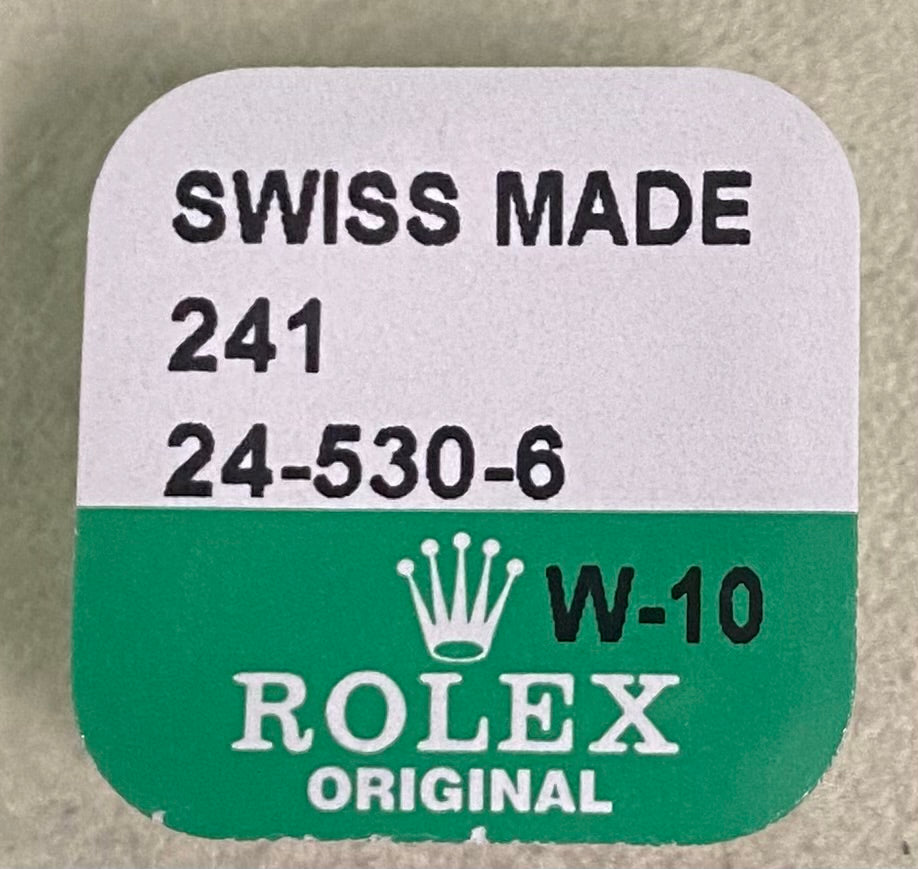 SWISS MADE
241
24-530-6
W-10
ROLEX
ORIGINAL